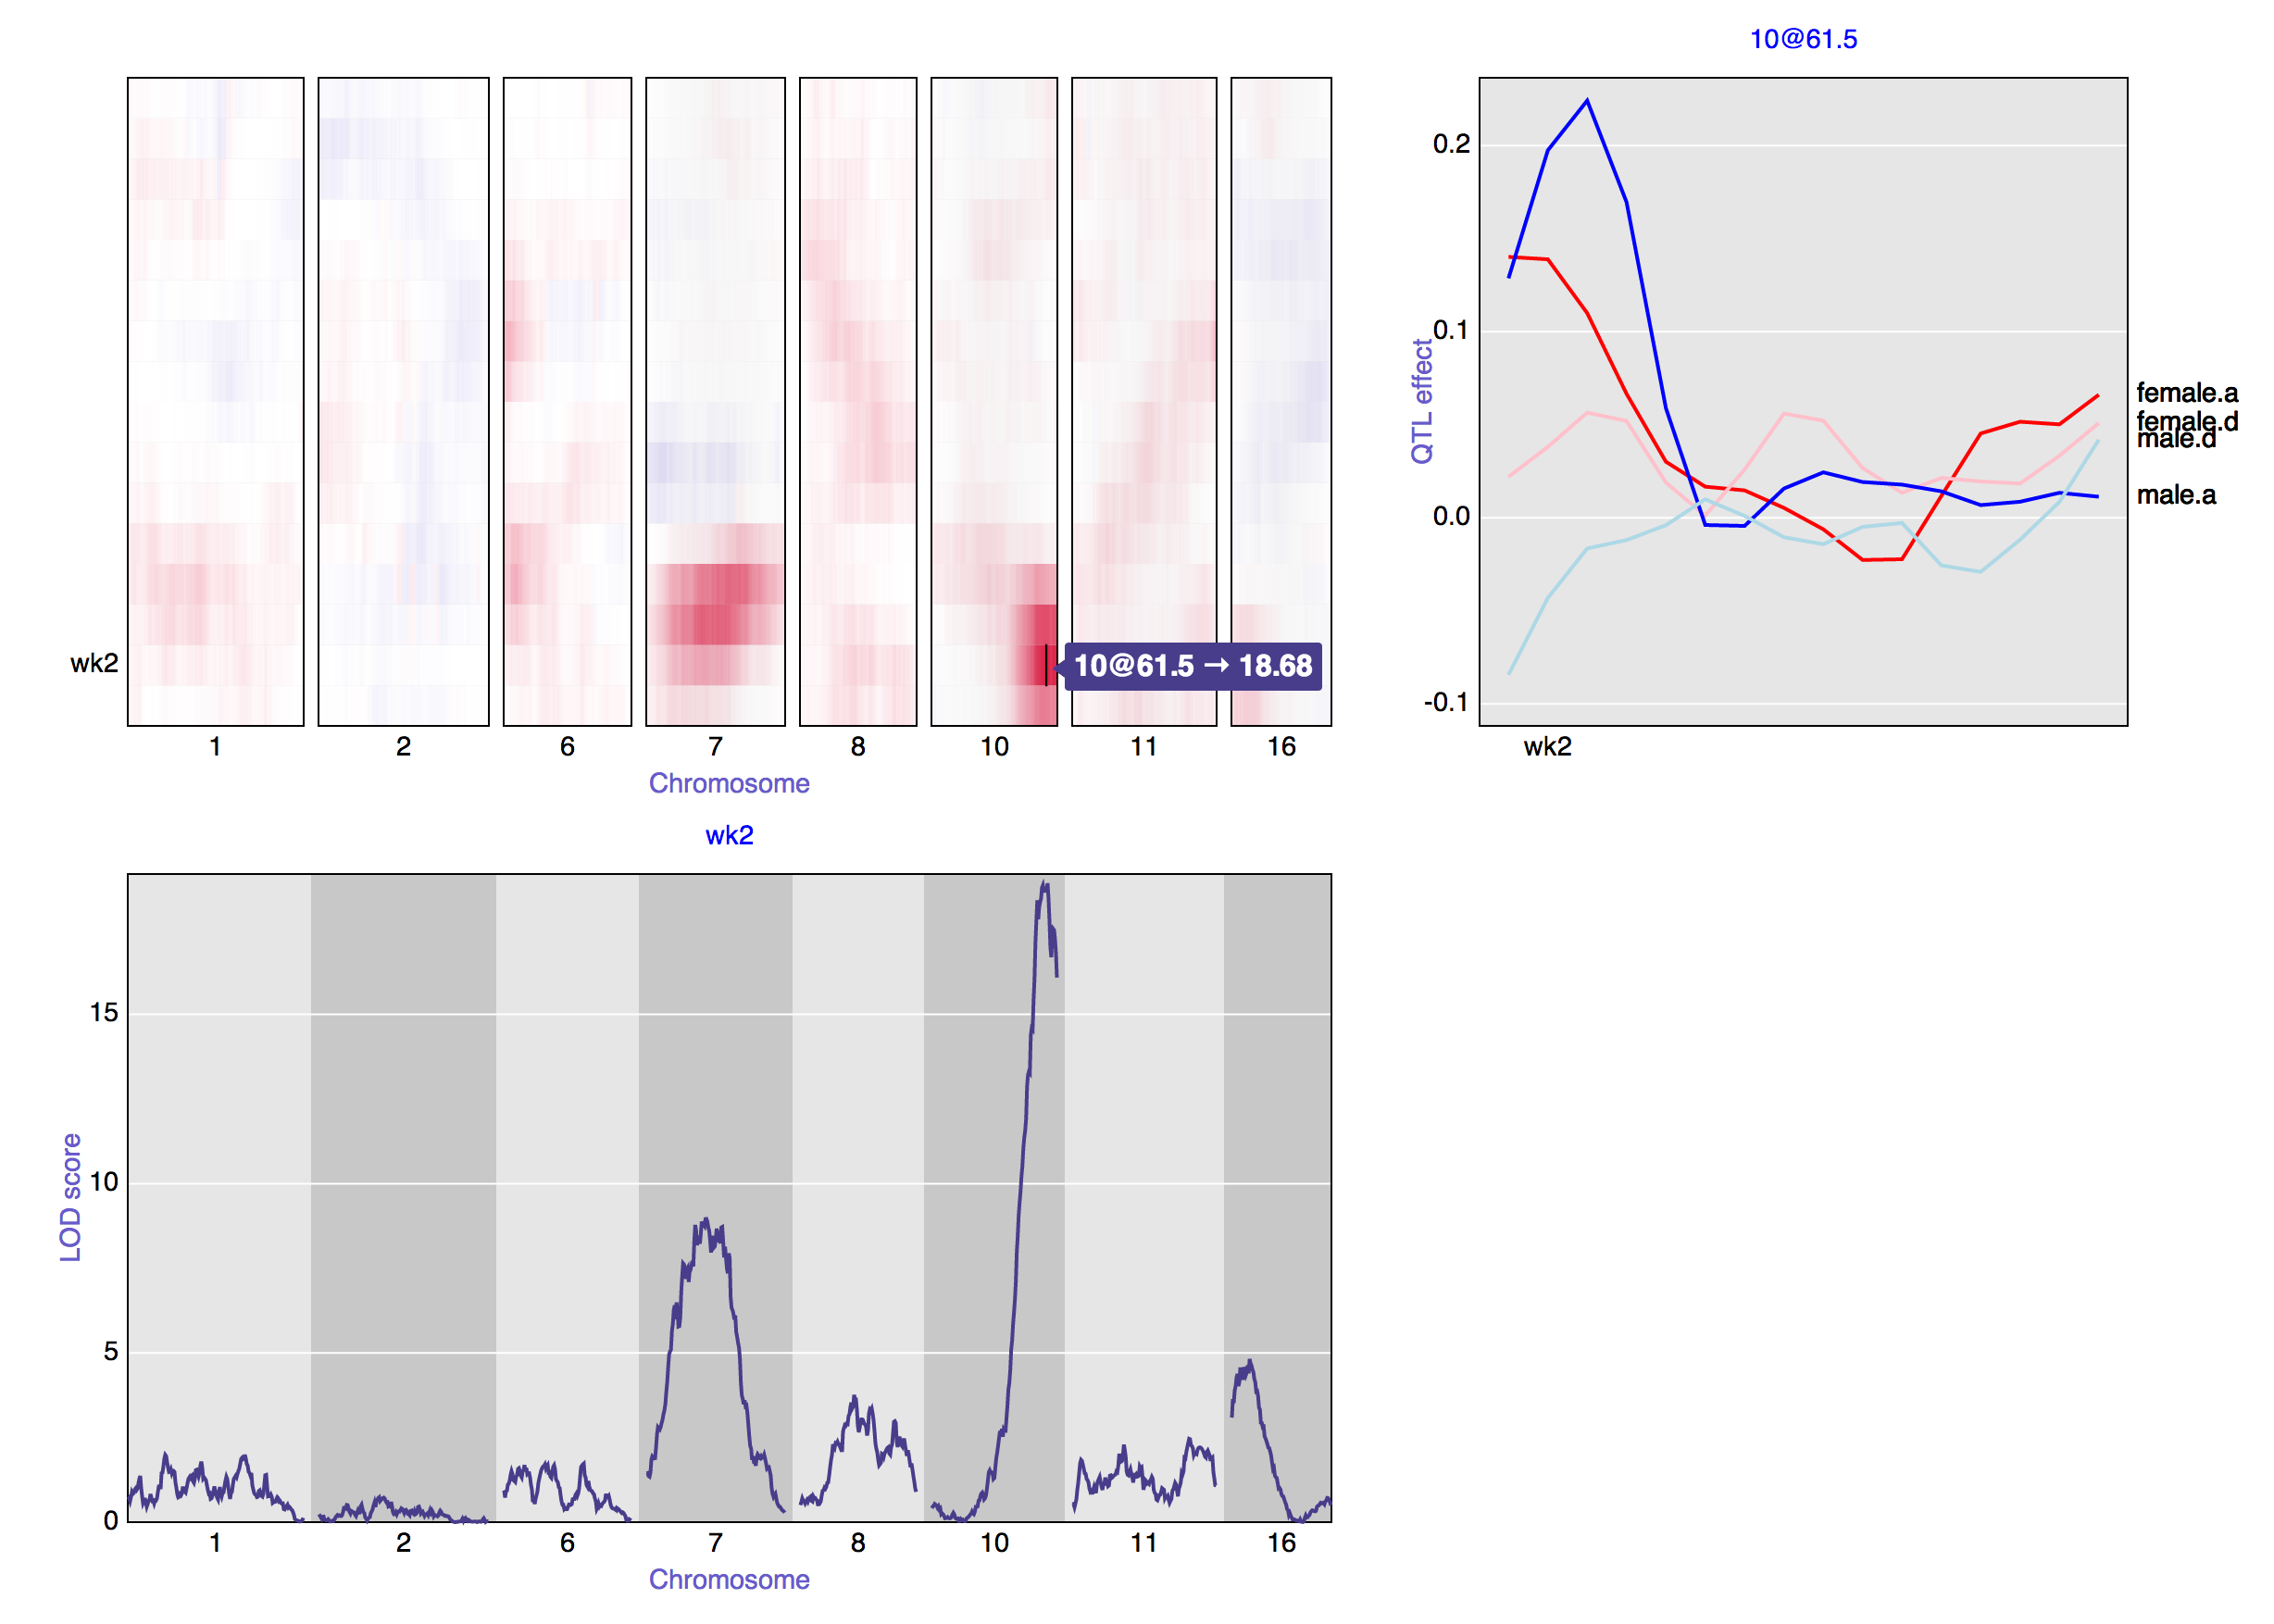 10@61.5
0.2
0.1
0.0
-0.1
QTL effect
female.a
female.d
male.d
male.a
wk2
wk2
10@61.5 → 18.68
1 2 6 7 8 10 11 16
Chromosome
wk2
15
10
5
0
LOD score
1 2 6 7 8 10 11 16
Chromosome